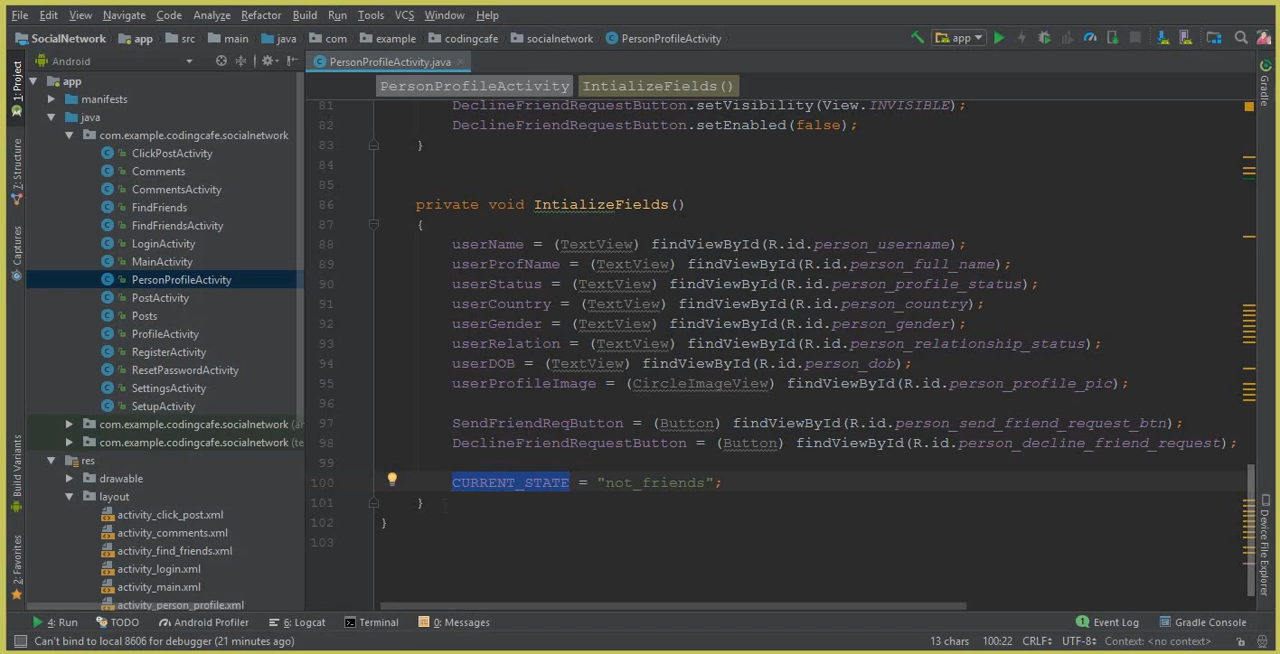 File Edit View Navigate Code Analyze Refactor Build Run Tools VCS Window Help
SocialNetwork app src main java com example codingcafe socialnetwork PersonProfileActivity app
Android PersonProfileActivity.java
PersonProfileActivity IntializeFields()
1: Project
7: Structure
Captures
Build Variants
2: Favorites
app
manifests
java
com.example.codingcafe.socialnetwork
ClickPostActivity
Comments
CommentsActivity
FindFriends
FindFriendsActivity
LoginActivity
MainActivity
PersonProfileActivity
PostActivity
Posts
ProfileActivity
RegisterActivity
ResetPasswordActivity
SettingsActivity
SetupActivity
com.example.codingcafe.socialnetwork (
com.example.codingcafe.socialnetwork (te
res
drawable
layout
activity_click_post.xml
activity_comments.xml
activity_find_friends.xml
activity_login.xml
activity_main.xml
activity_person_profile.xml
81 DeclineFriendRequestButton.setVisibility(View.INVISIBLE);
82 DeclineFriendRequestButton.setEnabled(false);
83 }
84
85
86 private void IntializeFields()
87 {
88 userName = (TextView) findViewById(R.id.person_username);
89 userProfName = (TextView) findViewById(R.id.person_full_name);
90 userStatus = (TextView) findViewById(R.id.person_profile_status);
91 userCountry = (TextView) findViewById(R.id.person_country);
92 userGender = (TextView) findViewById(R.id.person_gender);
93 userRelation = (TextView) findViewById(R.id.person_relationship_status);
94 userDOB = (TextView) findViewById(R.id.person_dob);
95 userProfileImage = (CircleImageView) findViewById(R.id.person_profile_pic);
96
97 SendFriendReqButton = (Button) findViewById(R.id.person_send_friend_request_btn);
98 DeclineFriendRequestButton = (Button) findViewById(R.id.person_decline_friend_request);
99
100 CURRENT_STATE = "not_friends";
101 }
102 }
103
Gradle
Device File Explorer
4: Run TODO Android Profiler 6: Logcat Terminal 0: Messages Event Log Gradle Console
Can't bind to local 8606 for debugger (21 minutes ago) 13 chars 100:22 CRLF÷ UTF-8÷ Context: <no context>